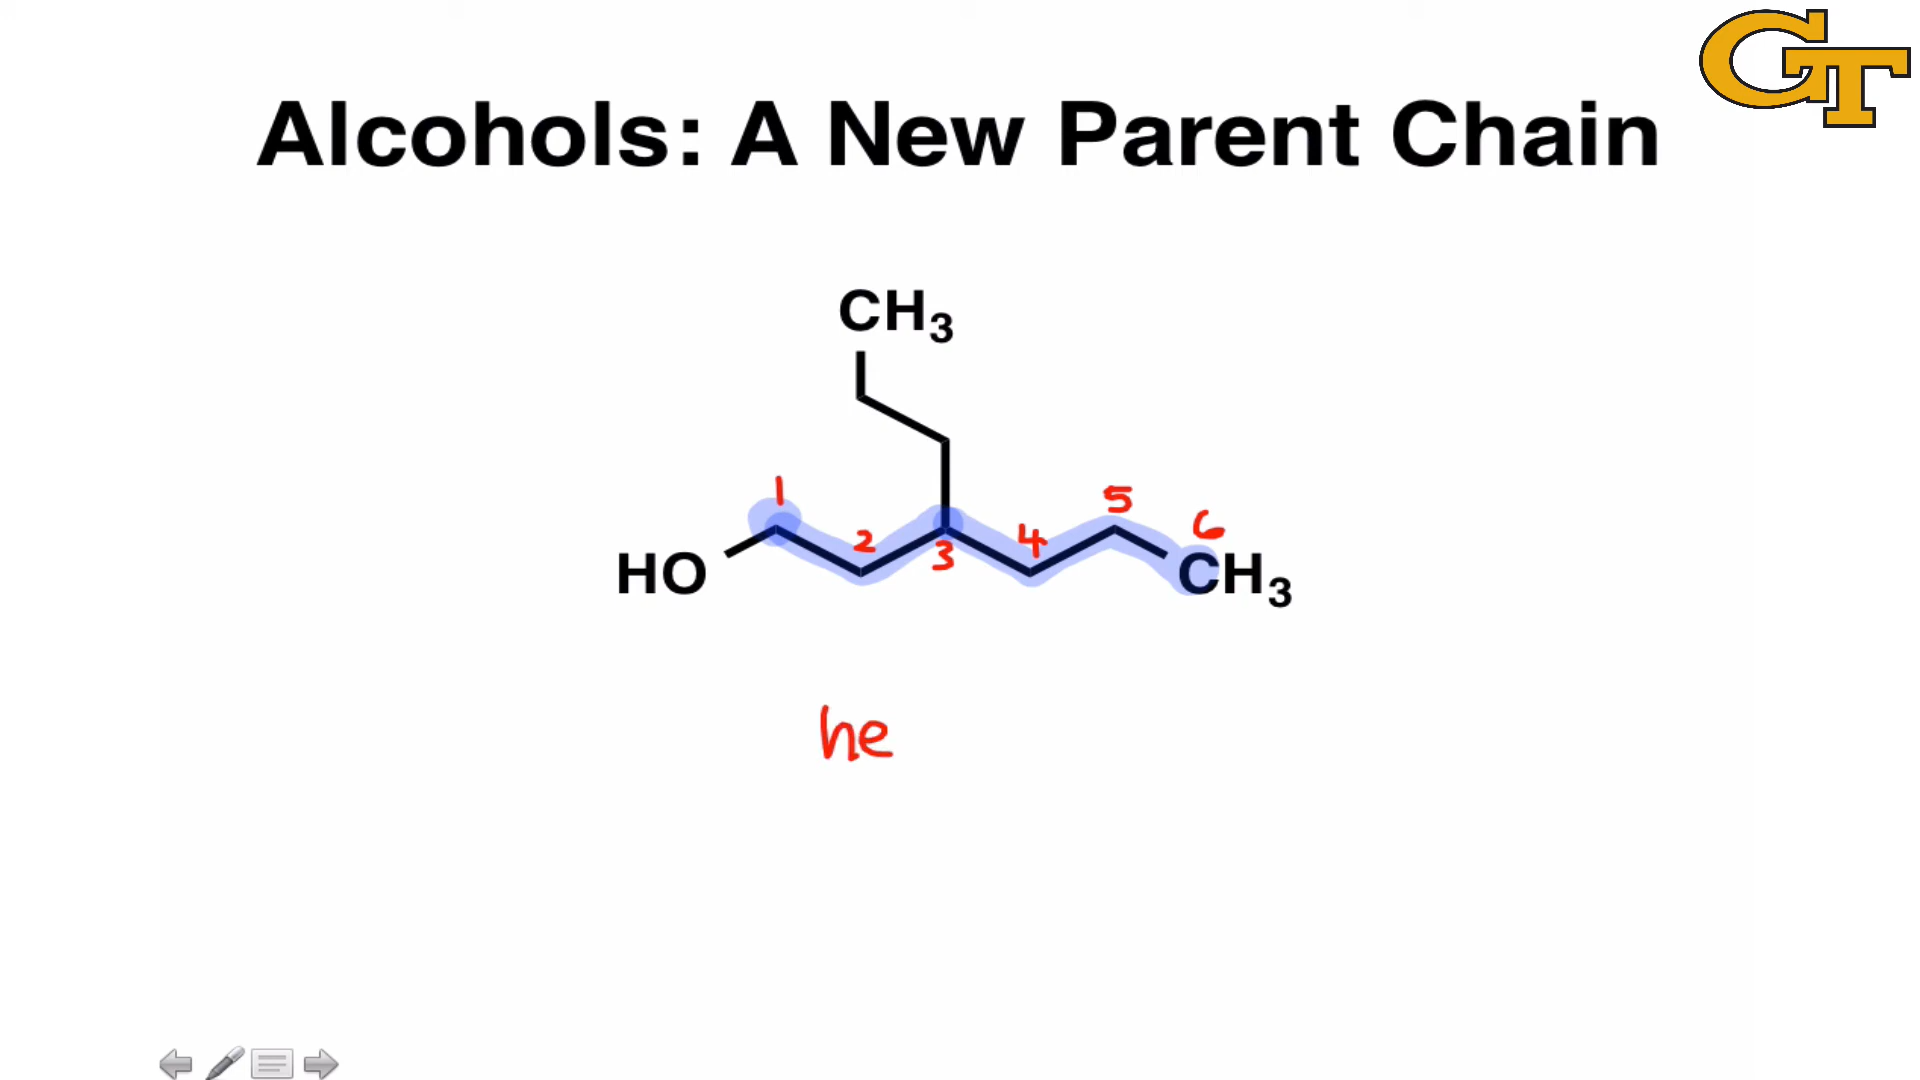 GT
Alcohols: A New Parent Chain
CH₃
1 2 3 4 5 6
HO CH₃
he